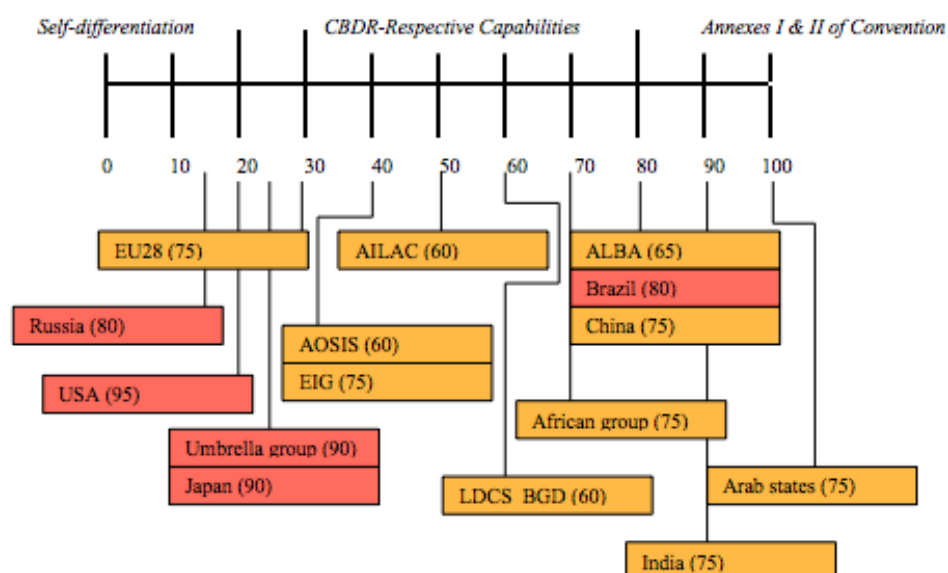 Self-differentiation CBDR-Respective Capabilities Annexes I & II of Convention
0 10 20 30 40 50 60 70 80 90 100
EU28 (75) AILAC (60) ALBA (65)
Brazil (80)
Russia (80) China (75)
AOSIS (60)
EIG (75)
USA (95)
African group (75)
Umbrella group (90)
Japan (90)
LDCS BGD (60)
Arab states (75)
India (75)